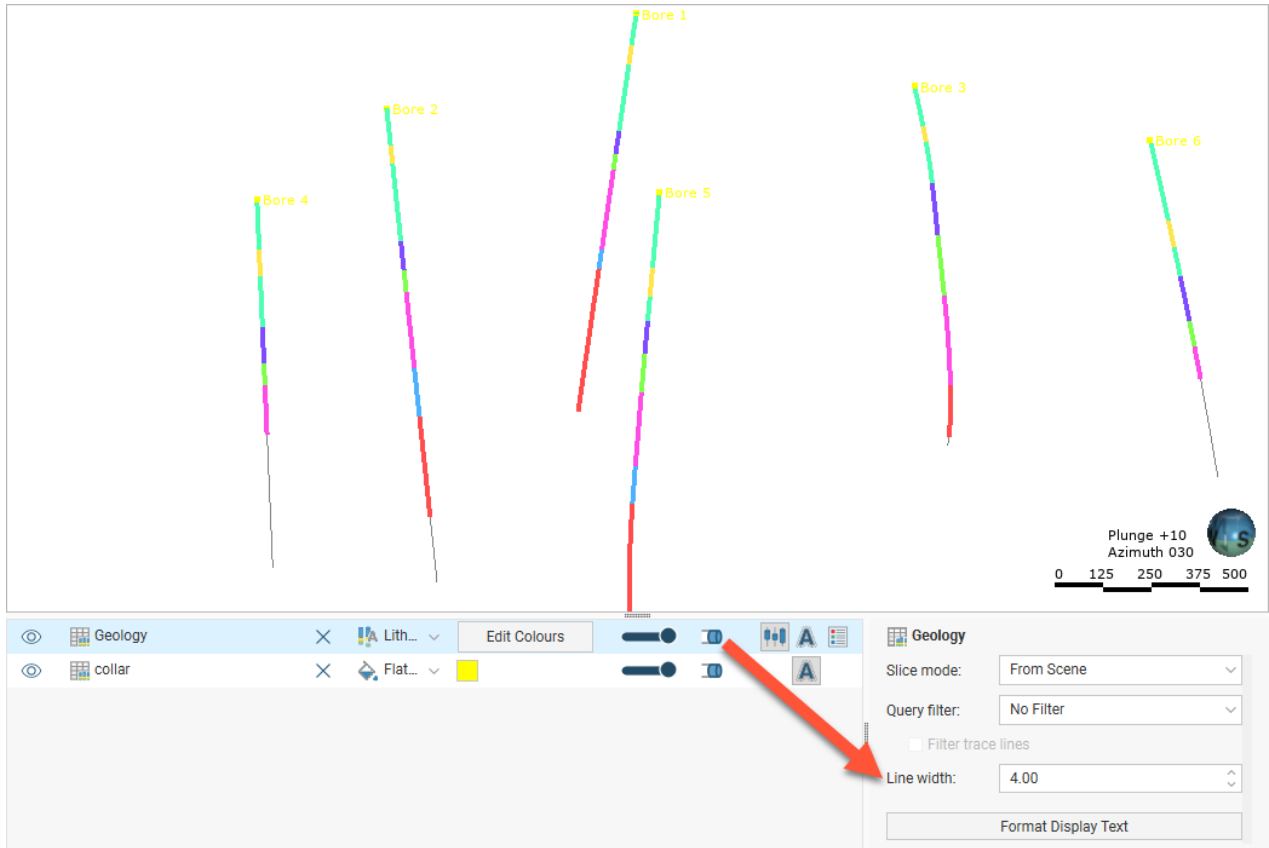 Bore 1
Bore 3
Bore 2
Bore 6
Bore 5
Bore 4
Plunge +10
Azimuth 030
S
0 125 250 375 500
Geology Lith... Edit Colours A
collar Flat... A
Geology
Slice mode: From Scene
Query filter: No Filter
Filter trace lines
Line width: 4.00
Format Display Text